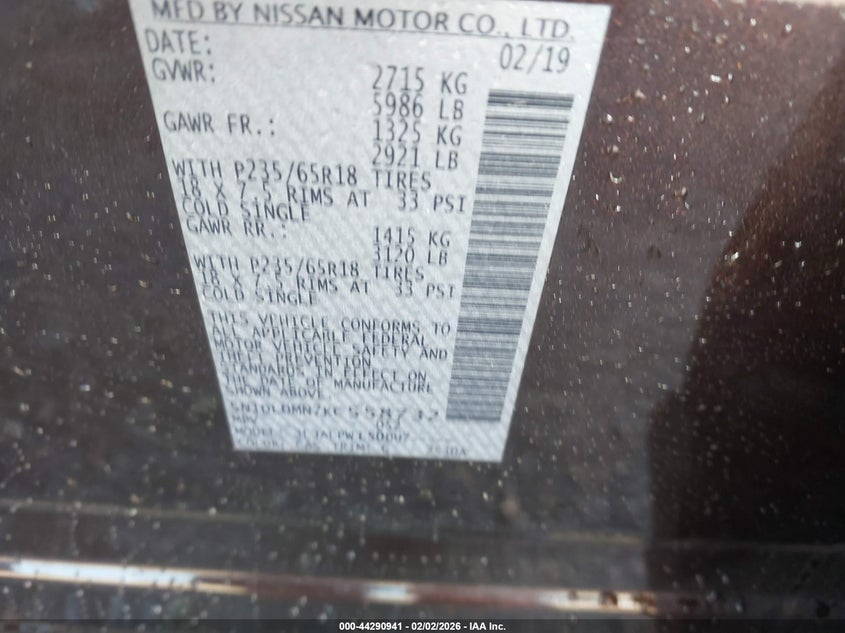 MFD BY NISSAN MOTOR CO., LTD.
DATE: 02/19
GVWR: 2715 KG
5986 LB
GAWR FR.: 1325 KG
2921 LB
WITH P235/65R18 TIRES
18 X 7.5 RIMS AT 33 PSI
COLD SINGLE
GAWR RR.: 1415 KG
3120 LB
WITH P235/65R18 TIRES
18 X 7.5 RIMS AT 33 PSI
COLD SINGLE
THIS VEHICLE CONFORMS TO
ALL APPLICABLE FEDERAL
MOTOR VEHICLE SAFETY AND
THEFT PREVENTION
STANDARDS IN EFFECT ON
THE DATE OF MANUFACTURE
SHOWN ABOVE
MODEL:
TRIM:G
000-44290941 - 02/02/2026 - IAA Inc.